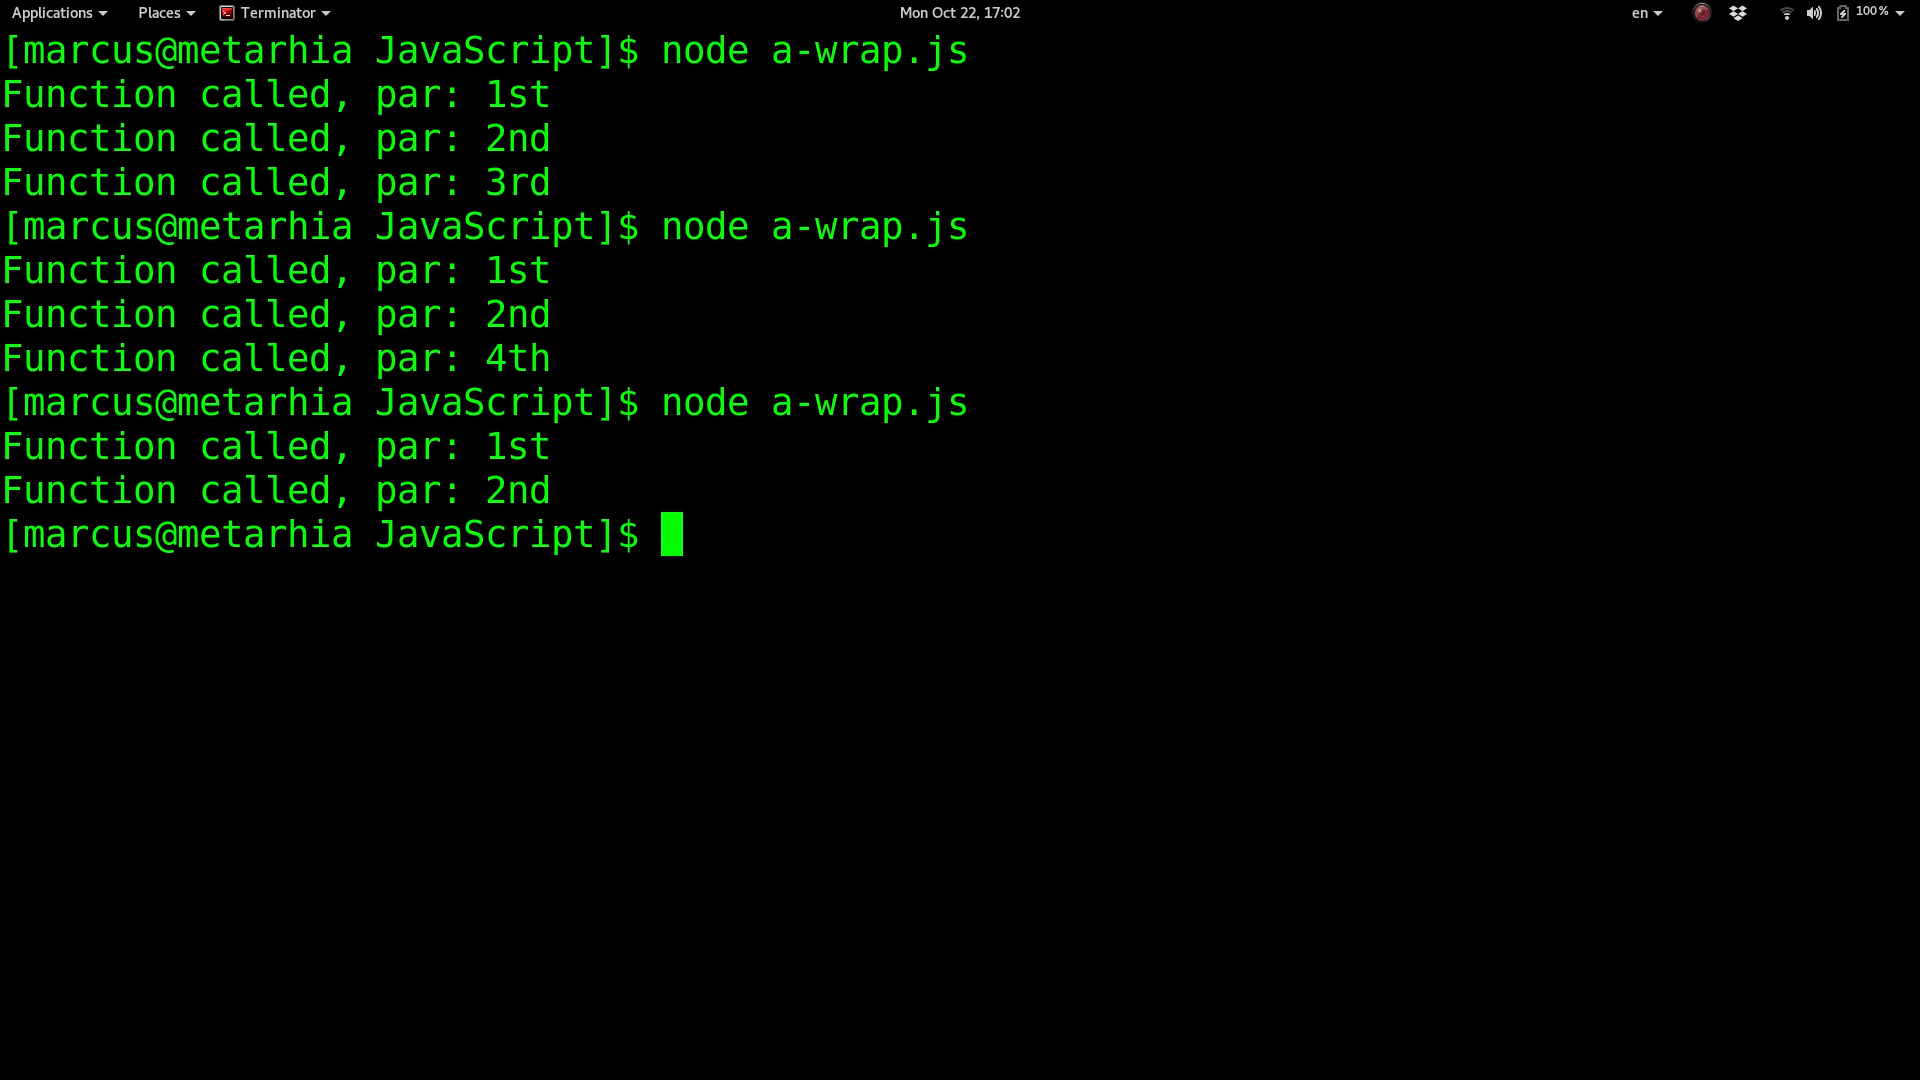 Applications Places Terminator Mon Oct 22, 17:02 en 100%
[marcus@metarhia JavaScript]$ node a-wrap.js
Function called, par: 1st
Function called, par: 2nd
Function called, par: 3rd
[marcus@metarhia JavaScript]$ node a-wrap.js
Function called, par: 1st
Function called, par: 2nd
Function called, par: 4th
[marcus@metarhia JavaScript]$ node a-wrap.js
Function called, par: 1st
Function called, par: 2nd
[marcus@metarhia JavaScript]$